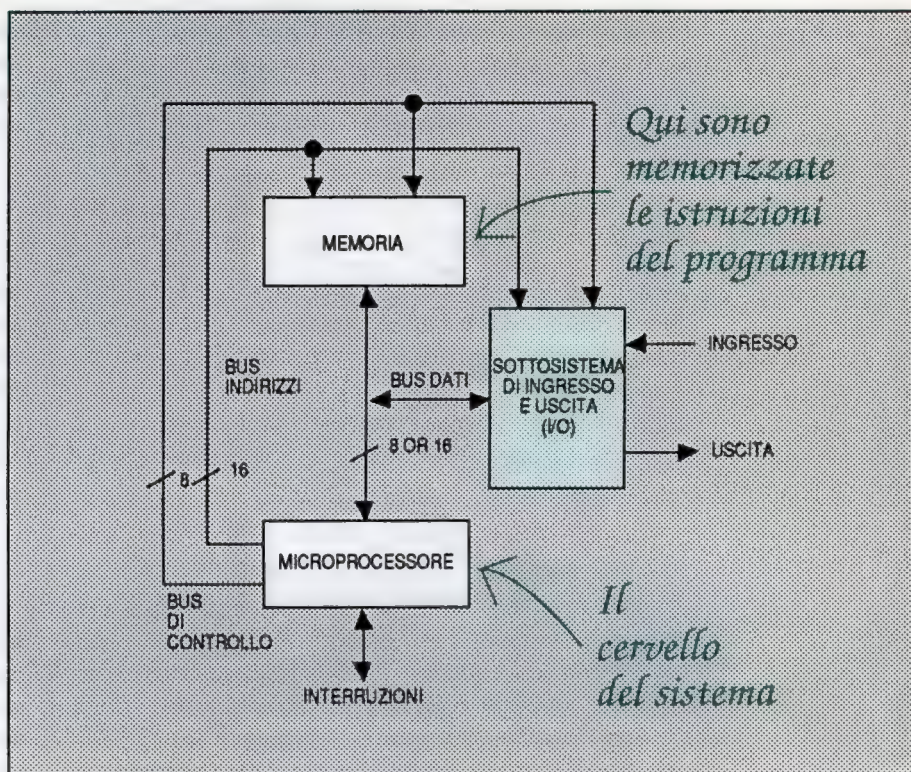 Qui sono
memorizzate
le istruzioni
del programma
MEMORIA
BUS
INDIRIZZI
BUS DATI
SOTTOSISTEMA
DI INGRESSO
E USCITA
(I/O)
INGRESSO
USCITA
8 OR 16
8
16
MICROPROCESSORE
BUS
DI
CONTROLLO
INTERRUZIONI
Il
cervello
del sistema